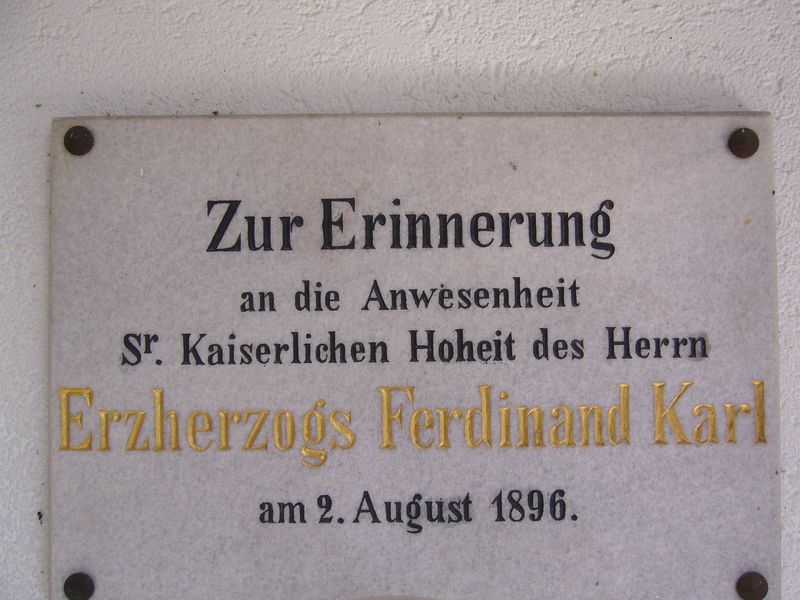 Zur Erinnerung
an die Anwesenheit
Sr. Kaiserlichen Hoheit des Herrn
Erzherzogs Ferdinand Karl
am 2. August 1896.